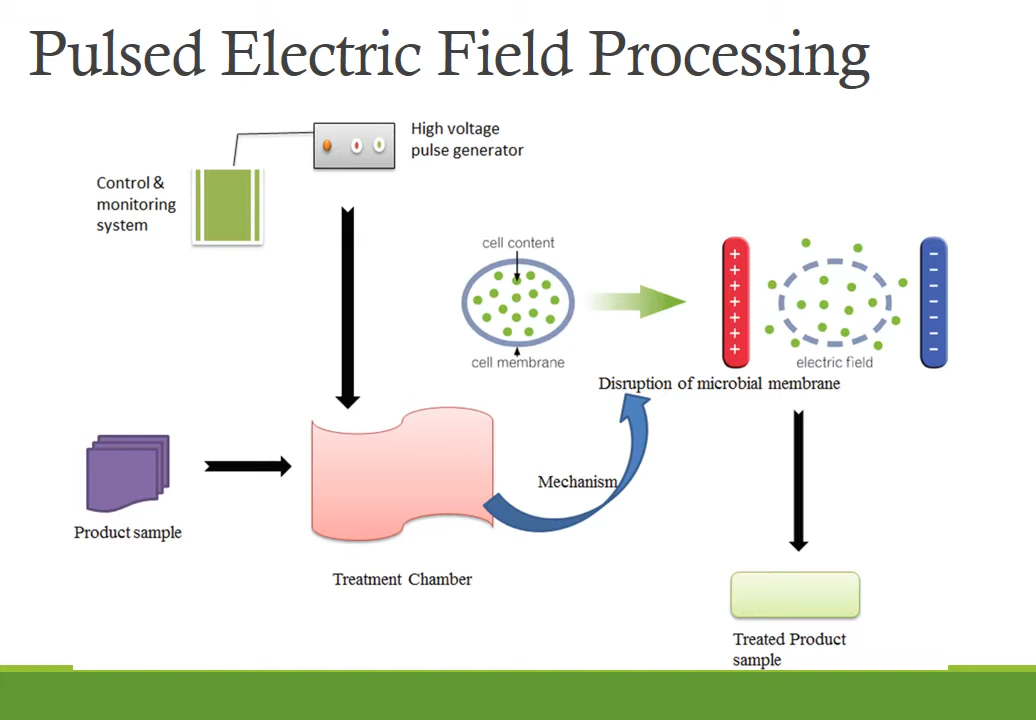 Pulsed Electric Field Processing
High voltage
pulse generator
Control &
monitoring
system
cell content
cell membrane
+
+
+
+
+
+
+
−
−
−
−
−
−
−
electric field
Disruption of microbial membrane
Mechanism
Product sample
Treatment Chamber
Treated Product
sample